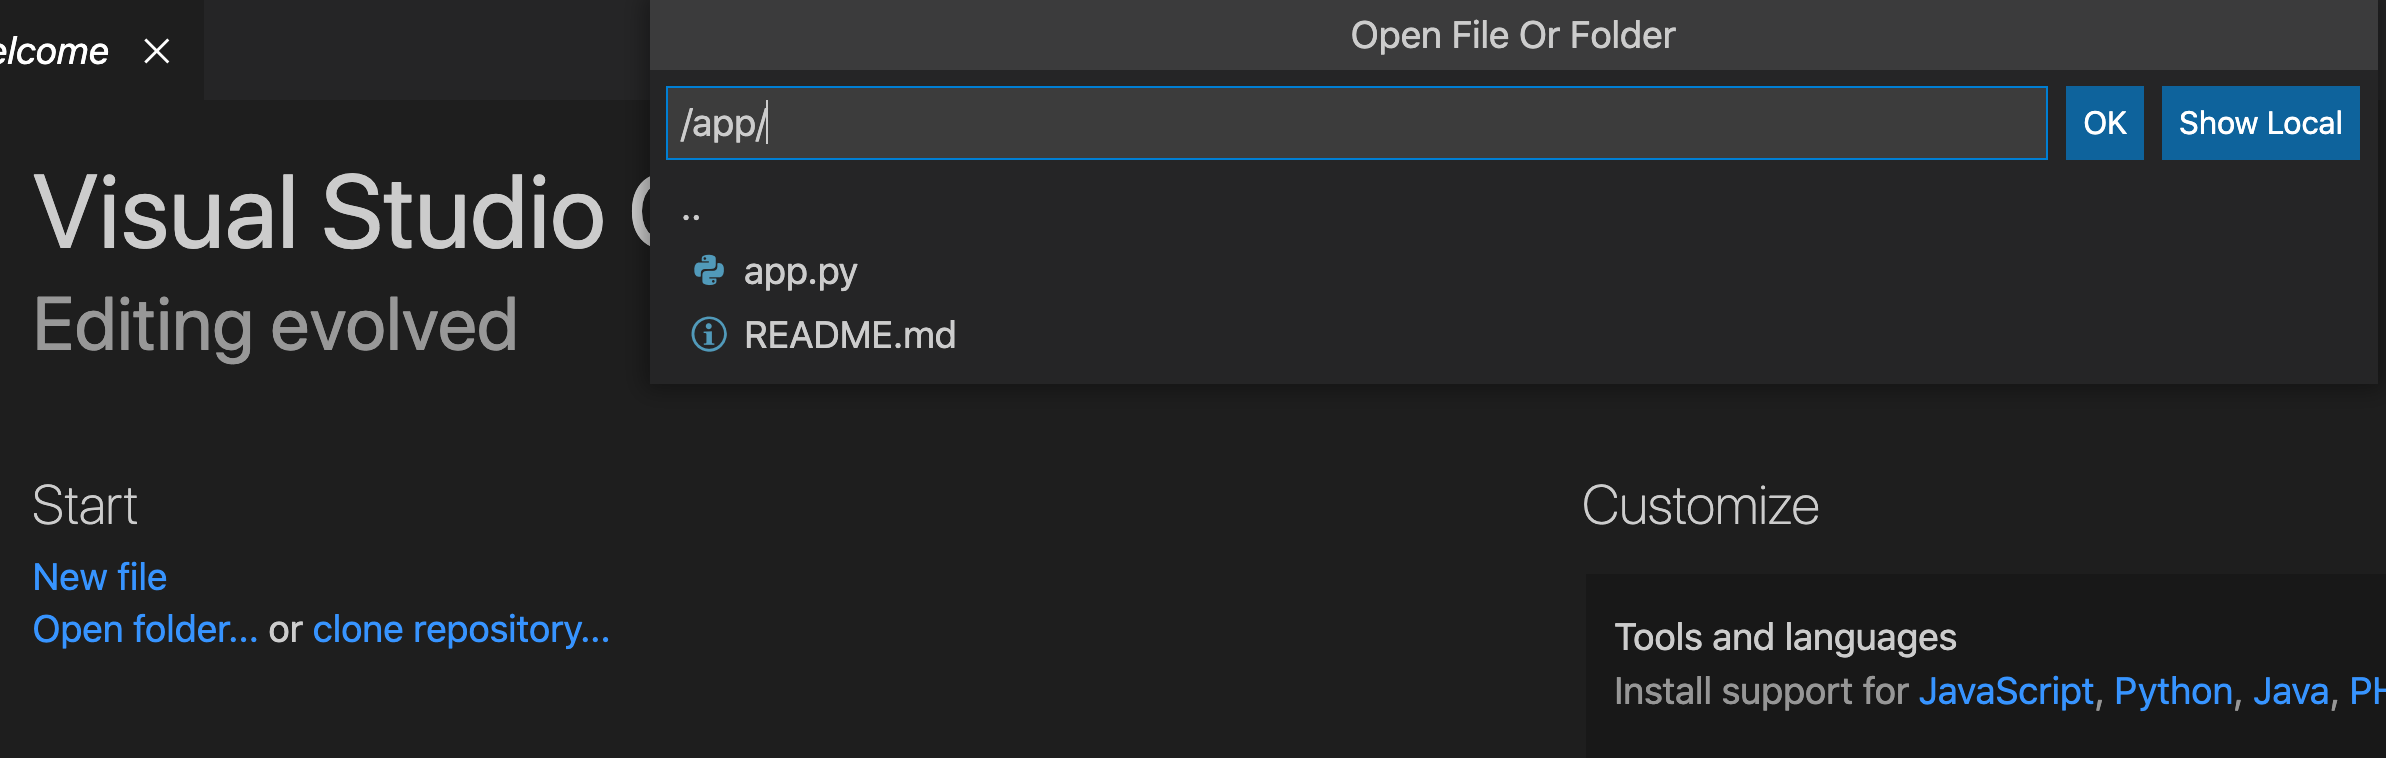 elcome
Open File Or Folder
/app/
OK
Show Local
..
app.py
README.md
Visual Studio
Editing evolved
Start
New file
Open folder... or clone repository...
Customize
Tools and languages
Install support for JavaScript, Python, Java, PH